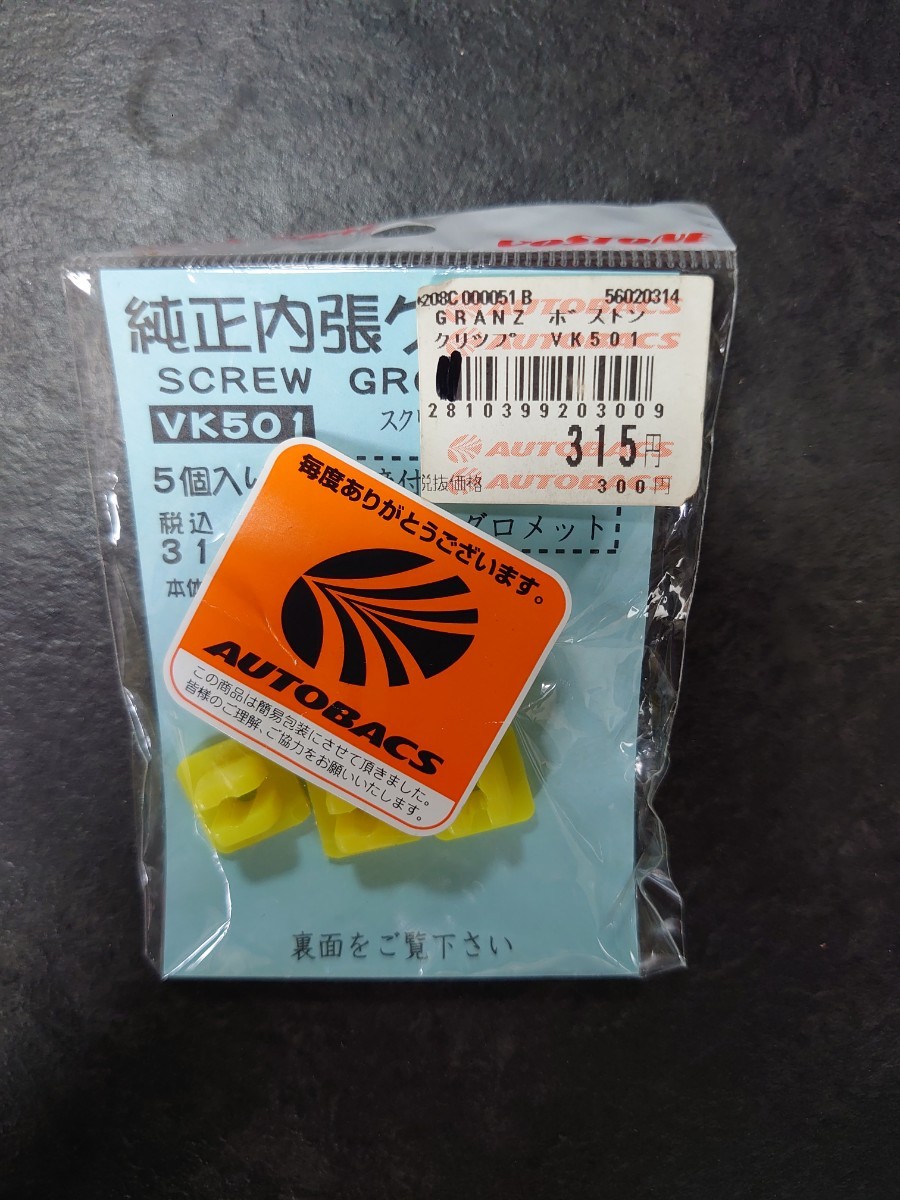 BOSTONE
純正内張ク
SCREW GRO
VK501
スクリ
5個入り
税込
31
本体
グロメット
208C000051B 56020314
GRANZ ボストン
クリップ VK501
2810399203009
315円
税抜価格 300円
AUTOBACS
AUTOBACS
AUTOBACS
AUTOBACS
毎度ありがとうございます。
AUTOBACS
この商品は簡易包装にさせて頂きました。
皆様のご理解、ご協力をお願いいたします。
裏面をご覧下さい